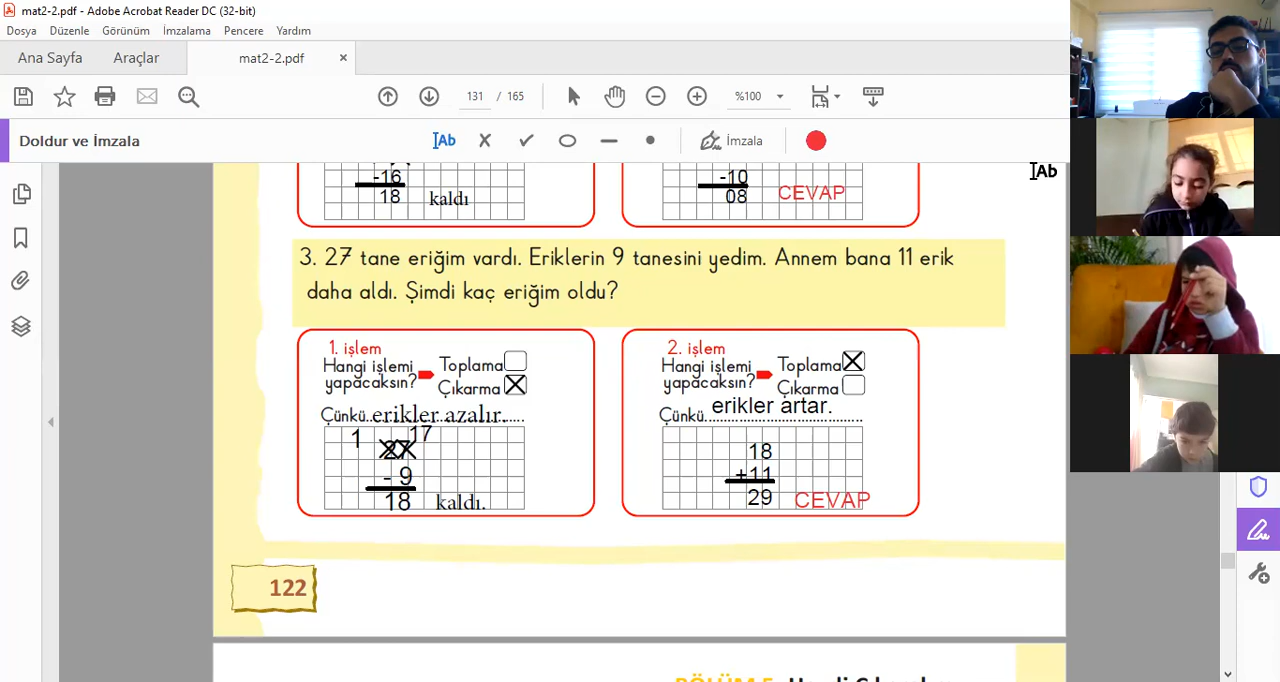 mat2-2.pdf - Adobe Acrobat Reader DC (32-bit)
Dosya Düzenle Görünüm İmzalama Pencere Yardım
Ana Sayfa Araçlar mat2-2.pdf ×
131 / 165 %100
Doldur ve İmzala IAb İmzala
IAb
-16
18 kaldı
-10
08 CEVAP
3. 27 tane eriğim vardı. Eriklerin 9 tanesini yedim. Annem bana 11 erik
daha aldı. Şimdi kaç eriğim oldu?
1. işlem
Hangi işlemi Toplama
yapacaksın? Çıkarma X
Çünkü erikler azalır.
1 17
27
- 9
18 kaldı.
2. işlem
Hangi işlemi Toplama X
yapacaksın? Çıkarma
Çünkü erikler artar.
18
+11
29 CEVAP
122